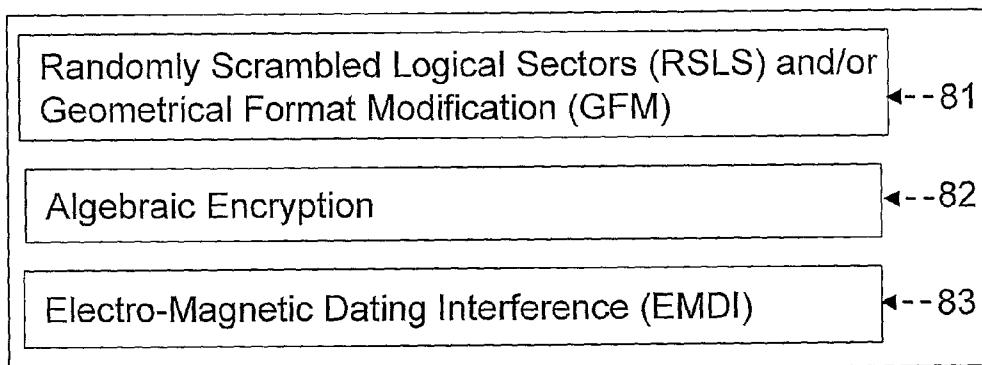 Randomly Scrambled Logical Sectors (RSLS) and/or
Geometrical Format Modification (GFM)
81
Algebraic Encryption
82
Electro-Magnetic Dating Interference (EMDI)
83